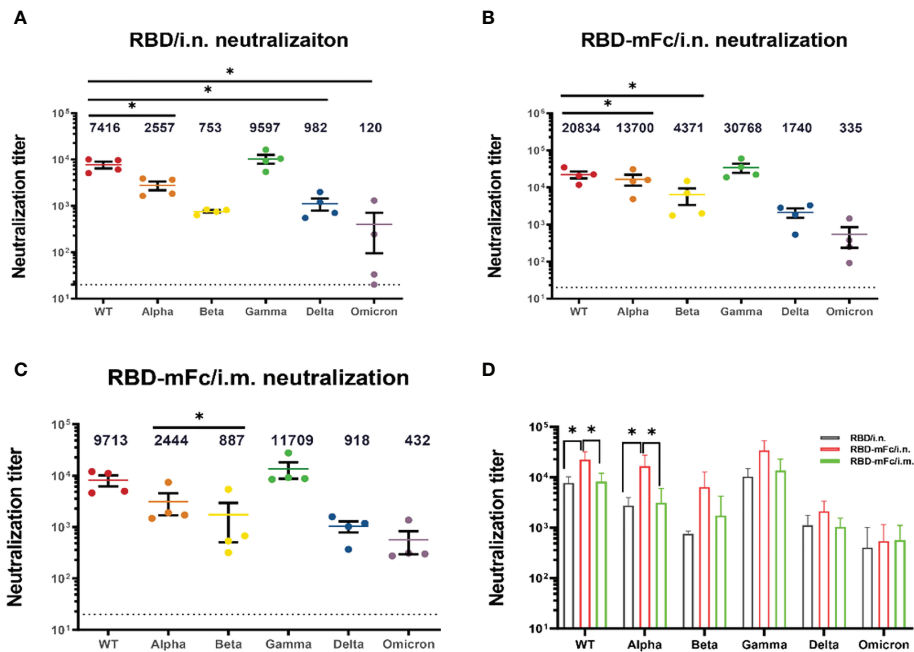 A
RBD/i.n. neutralizaiton
*
*
*
10^5
7416 2557 753 9597 982 120
10^4
10^3
10^2
10^1
Neutralization titer
WT Alpha Beta Gamma Delta Omicron
B
RBD-mFc/i.n. neutralization
*
*
10^6
20834 13700 4371 30768 1740 335
10^5
10^4
10^3
10^2
10^1
Neutralization titer
WT Alpha Beta Gamma Delta Omicron
C
RBD-mFc/i.m. neutralization
*
10^5
9713 2444 887 11709 918 432
10^4
10^3
10^2
10^1
Neutralization titer
WT Alpha Beta Gamma Delta Omicron
D
10^5
* * * *
RBD/i.n.
RBD-mFc/i.n.
RBD-mFc/i.m.
10^4
10^3
10^2
10^1
Neutralization titer
WT Alpha Beta Gamma Delta Omicron